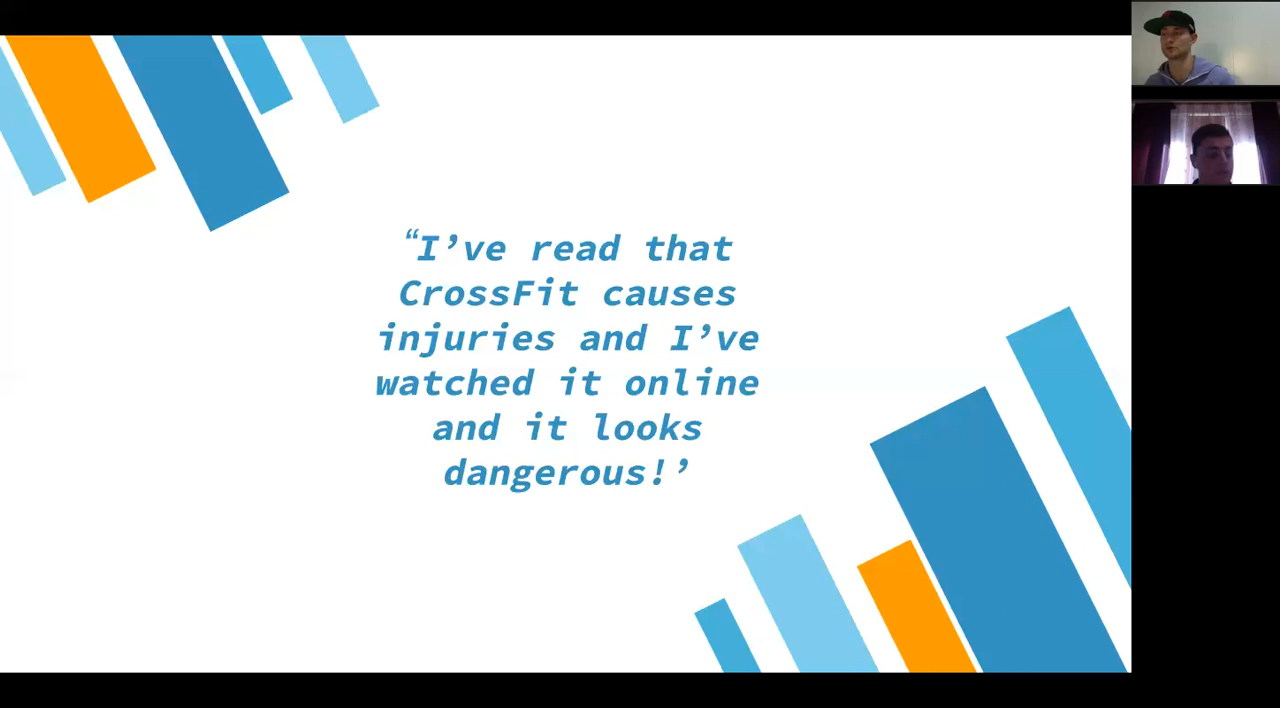 “I’ve read that
CrossFit causes
injuries and I’ve
watched it online
and it looks
dangerous!’